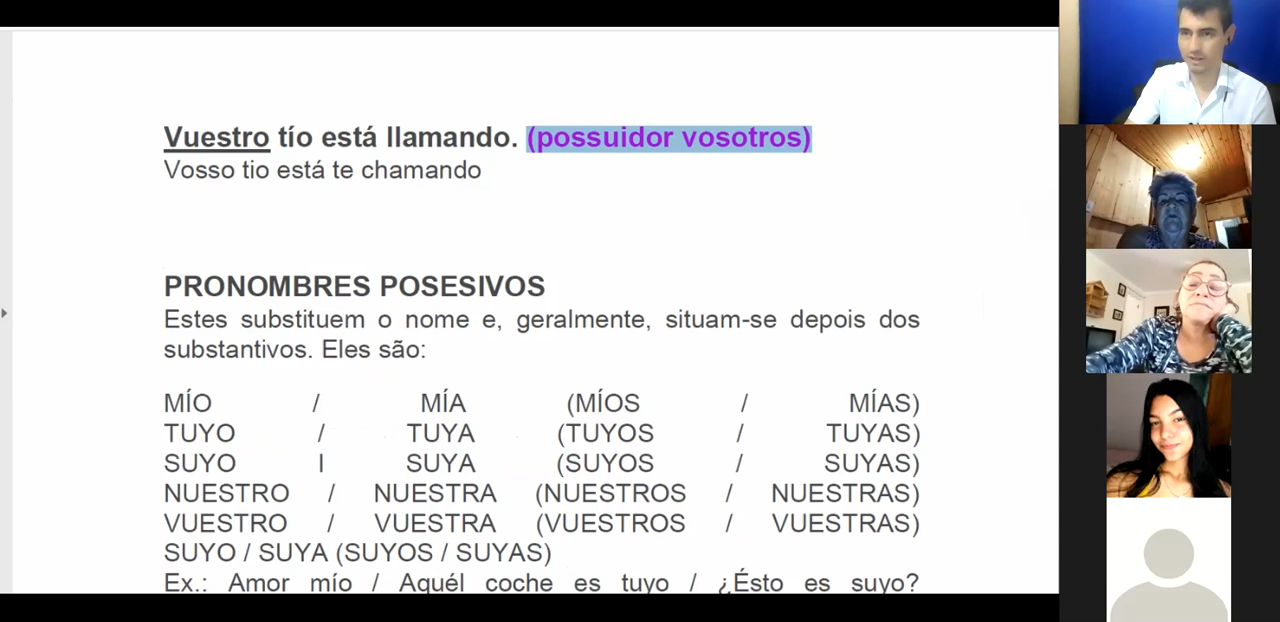 Vuestro tío está llamando. (possuidor vosotros)
Vosso tio está te chamando
PRONOMBRES POSESIVOS
Estes substituem o nome e, geralmente, situam-se depois dos
substantivos. Eles são:
MÍO / MÍA (MÍOS / MÍAS)
TUYO / TUYA (TUYOS / TUYAS)
SUYO I SUYA (SUYOS / SUYAS)
NUESTRO / NUESTRA (NUESTROS / NUESTRAS)
VUESTRO / VUESTRA (VUESTROS / VUESTRAS)
SUYO / SUYA (SUYOS / SUYAS)
Ex.: Amor mío / Aquél coche es tuyo / ¿Ésto es suyo?